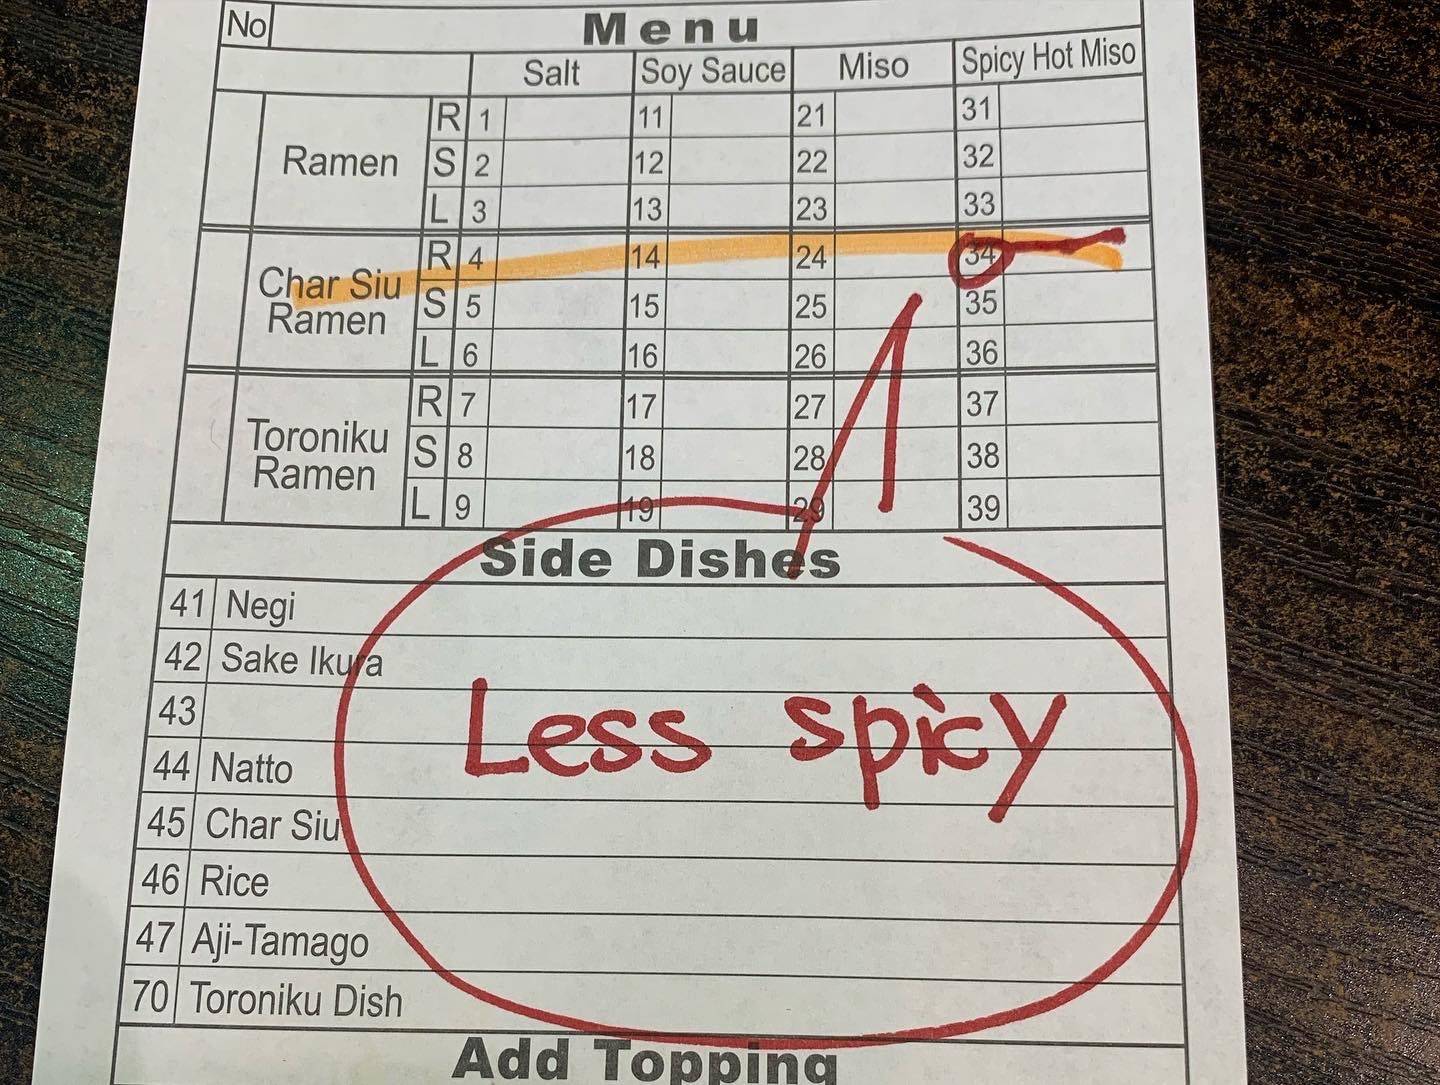 No Menu
Salt Soy Sauce Miso Spicy Hot Miso
Ramen
R 1 11 21 31
S 2 12 22 32
L 3 13 23 33
Char Siu
Ramen
R 4 14 24 34
S 5 15 25 35
L 6 16 26 36
Toroniku
Ramen
R 7 17 27 37
S 8 18 28 38
L 9 19 29 39
Side Dishes
41 Negi
42 Sake Ikura
43
Less spicy
44 Natto
45 Char Siu
46 Rice
47 Aji-Tamago
70 Toroniku Dish
Add Topping